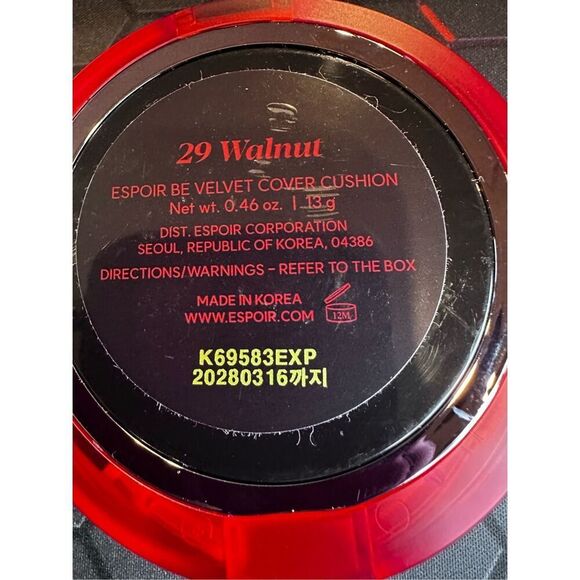 29 Walnut
ESPOIR BE VELVET COVER CUSHION
Net wt. 0.46 oz. | 13 g
DIST. ESPOIR CORPORATION
SEOUL, REPUBLIC OF KOREA, 04386
DIRECTIONS/WARNINGS – REFER TO THE BOX
MADE IN KOREA
WWW.ESPOIR.COM
12M
K69583EXP
20280316까지